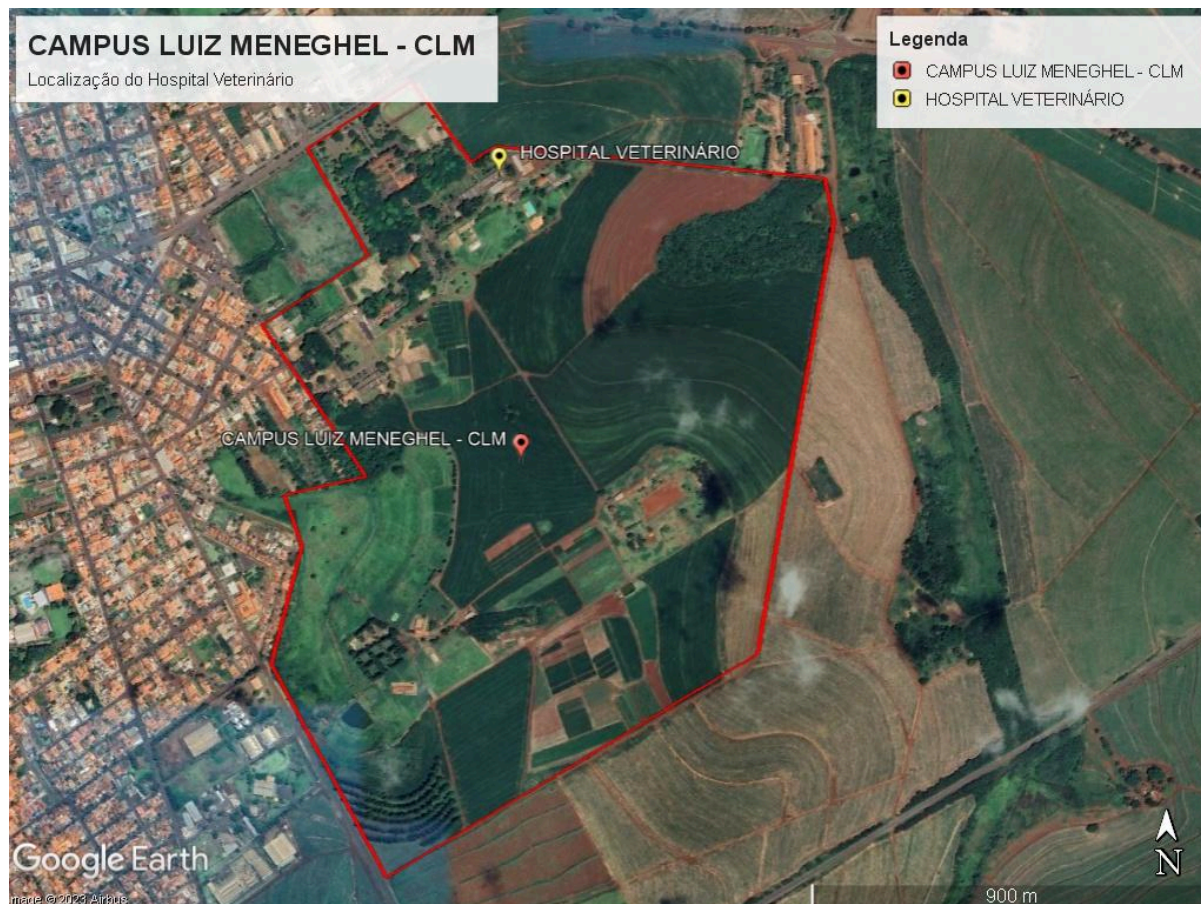 CAMPUS LUIZ MENEGHEL - CLM
Localização do Hospital Veterinário
Legenda
CAMPUS LUIZ MENEGHEL - CLM
HOSPITAL VETERINÁRIO
HOSPITAL VETERINÁRIO
CAMPUS LUIZ MENEGHEL - CLM
N
Google Earth
900 m
Image © 2023 Airbus